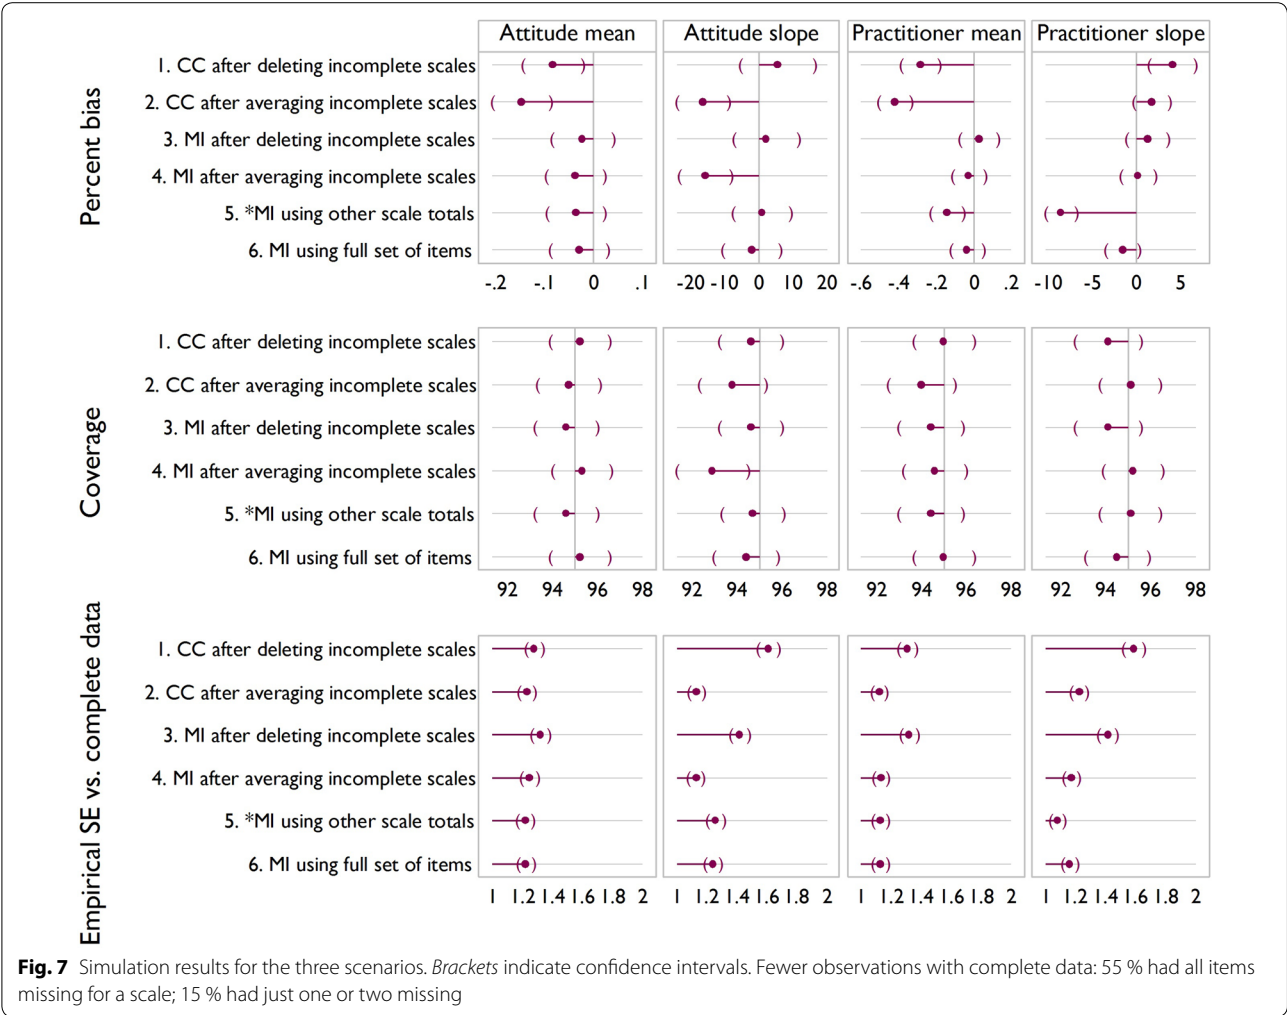 Attitude mean Attitude slope Practitioner mean Practitioner slope
Percent bias
1. CC after deleting incomplete scales
2. CC after averaging incomplete scales
3. MI after deleting incomplete scales
4. MI after averaging incomplete scales
5. *MI using other scale totals
6. MI using full set of items
-.2 -.1 0 .1 -20 -10 0 10 20 -.6 -.4 -.2 0 .2 -10 -5 0 5
Coverage
1. CC after deleting incomplete scales
2. CC after averaging incomplete scales
3. MI after deleting incomplete scales
4. MI after averaging incomplete scales
5. *MI using other scale totals
6. MI using full set of items
92 94 96 98 92 94 96 98 92 94 96 98 92 94 96 98
Empirical SE vs. complete data
1. CC after deleting incomplete scales
2. CC after averaging incomplete scales
3. MI after deleting incomplete scales
4. MI after averaging incomplete scales
5. *MI using other scale totals
6. MI using full set of items
1 1.2 1.4 1.6 1.8 2 1 1.2 1.4 1.6 1.8 2 1 1.2 1.4 1.6 1.8 2 1 1.2 1.4 1.6 1.8 2
Fig. 7 Simulation results for the three scenarios. Brackets indicate confidence intervals. Fewer observations with complete data: 55 % had all items
missing for a scale; 15 % had just one or two missing